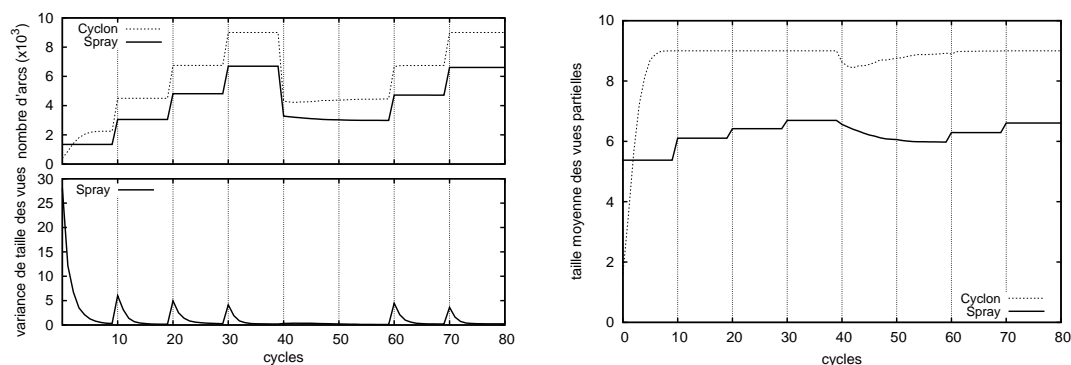 nombre d'arcs (x10³)
10
8
6
4
2
0
Cyclon
Spray
variance de taille des vues
30
25
20
15
10
5
0
Spray
10 20 30 40 50 60 70 80
cycles
taille moyenne des vues partielles
10
8
6
4
2
0
Cyclon
Spray
0 10 20 30 40 50 60 70 80
cycles